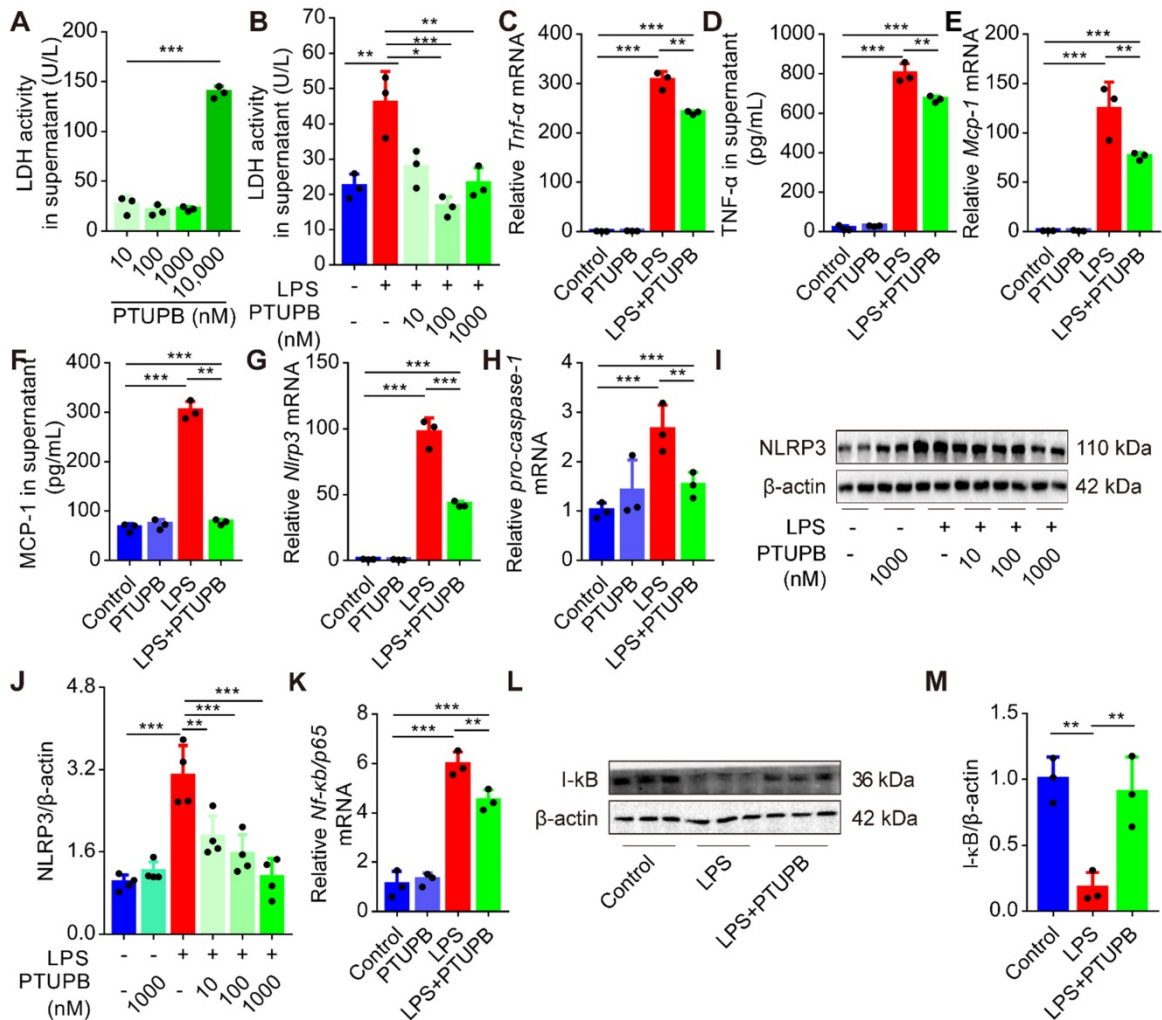 A
LDH activity
in supernatant (U/L)
200
150
100
50
0
***
10
100
1000
10,000
PTUPB (nM)
B
LDH activity
in supernatant (U/L)
70
60
50
40
30
20
10
0
**
**
***
*
LPS - + + + +
PTUPB
(nM)
- - 10 100 1000
C
Relative Tnf-α mRNA
400
300
200
100
0
***
***
**
Control
PTUPB
LPS
LPS+PTUPB
D
TNF-α in supernatant
(pg/mL)
1000
800
600
400
200
0
***
***
**
Control
PTUPB
LPS
LPS+PTUPB
E
Relative Mcp-1 mRNA
200
150
100
50
0
***
***
**
Control
PTUPB
LPS
LPS+PTUPB
F
MCP-1 in supernatant
(pg/mL)
400
300
200
100
0
***
***
**
Control
PTUPB
LPS
LPS+PTUPB
G
Relative Nlrp3 mRNA
150
100
50
0
***
***
***
Control
PTUPB
LPS
LPS+PTUPB
H
Relative pro-caspase-1
mRNA
4
3
2
1
0
***
***
**
Control
PTUPB
LPS
LPS+PTUPB
I
NLRP3
110 kDa
β-actin
42 kDa
LPS - - + + + +
PTUPB
(nM)
- 1000 - 10 100 1000
J
NLRP3/β-actin
4.8
3.2
1.6
0.0
***
***
***
**
LPS - - + + + +
PTUPB
(nM)
- 1000 - 10 100 1000
K
Relative Nf-κb/p65
mRNA
8
6
4
2
0
***
***
**
Control
PTUPB
LPS
LPS+PTUPB
L
I-kB
36 kDa
β-actin
42 kDa
Control
LPS
LPS+PTUPB
M
I-κB/β-actin
1.5
1.0
0.5
0.0
**
**
Control
LPS
LPS+PTUPB